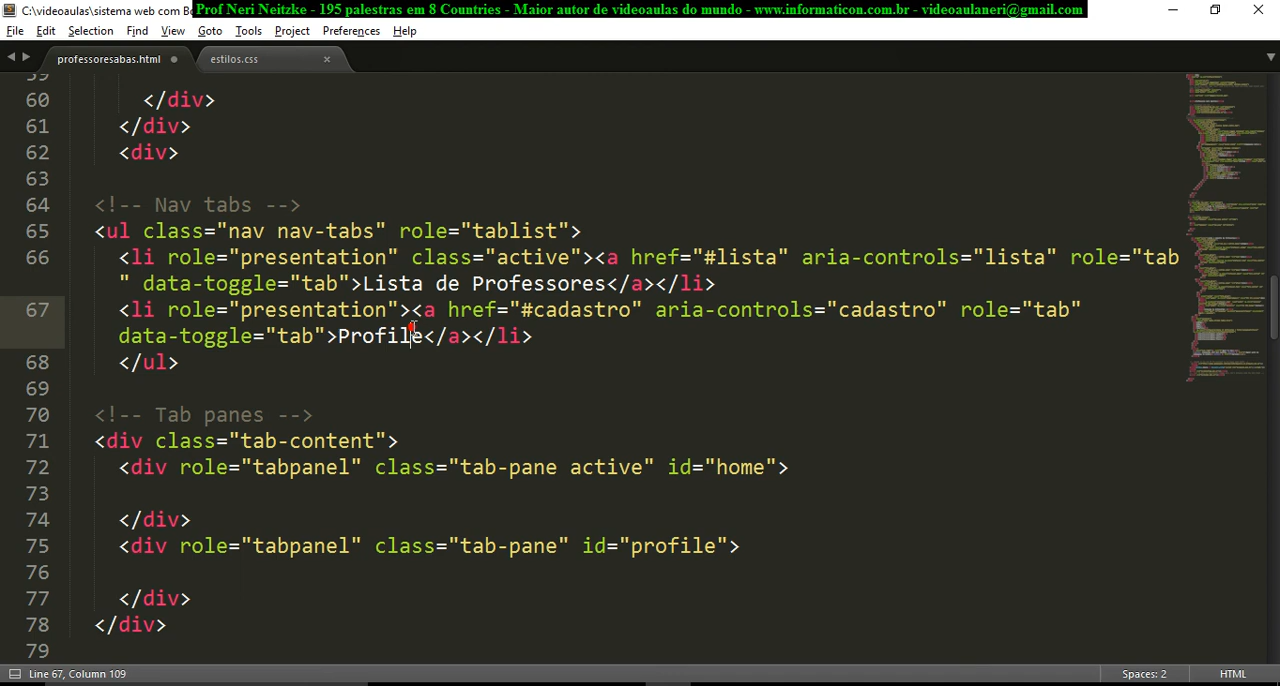 C:\videoaulas\sistema web com Bo
Prof Neri Neitzke - 195 palestras em 8 Countries - Maior autor de videoaulas do mundo - www.informaticon.com.br - videoaulaneri@gmail.com
File Edit Selection Find View Goto Tools Project Preferences Help
professoresabas.html estilos.css
59
60 </div>
61 </div>
62 <div>
63
64 <!-- Nav tabs -->
65 <ul class="nav nav-tabs" role="tablist">
66 <li role="presentation" class="active"><a href="#lista" aria-controls="lista" role="tab
" data-toggle="tab">Lista de Professores</a></li>
67 <li role="presentation"><a href="#cadastro" aria-controls="cadastro" role="tab"
data-toggle="tab">Profile</a></li>
68 </ul>
69
70 <!-- Tab panes -->
71 <div class="tab-content">
72 <div role="tabpanel" class="tab-pane active" id="home">
73
74 </div>
75 <div role="tabpanel" class="tab-pane" id="profile">
76
77 </div>
78 </div>
79
Line 67, Column 109 Spaces: 2 HTML